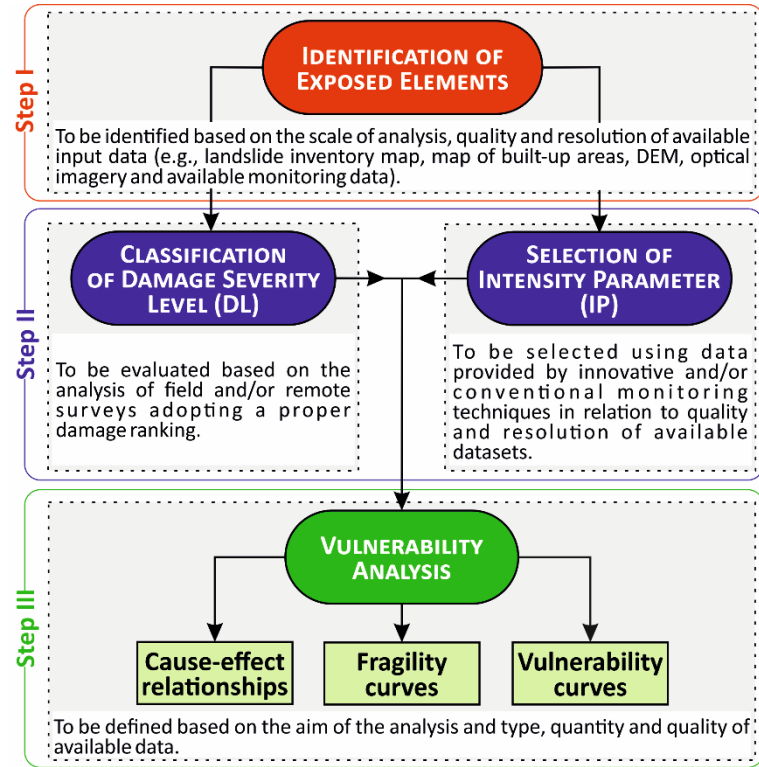 Step I
IDENTIFICATION OF
EXPOSED ELEMENTS
To be identified based on the scale of analysis, quality and resolution of available
input data (e.g., landslide inventory map, map of built-up areas, DEM, optical
imagery and available monitoring data).
Step II
CLASSIFICATION
OF DAMAGE SEVERITY
LEVEL (DL)
To be evaluated based on the
analysis of field and/or remote
surveys adopting a proper
damage ranking.
SELECTION OF
INTENSITY PARAMETER
(IP)
To be selected using data
provided by innovative and/or
conventional monitoring
techniques in relation to quality
and resolution of available
datasets.
Step III
VULNERABILITY
ANALYSIS
Cause-effect
relationships
Fragility
curves
Vulnerability
curves
To be defined based on the aim of the analysis and type, quantity and quality of
available data.